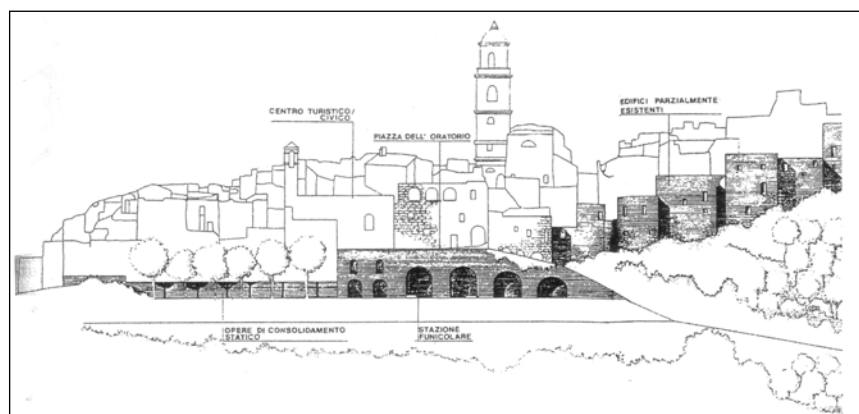 CENTRO TURISTICO/
CIVICO
PIAZZA DELL' ORATORIO
EDIFICI PARZIALMENTE
ESISTENTI
OPERE DI CONSOLIDAMENTO
STATICO
STAZIONE
FUNICOLARE